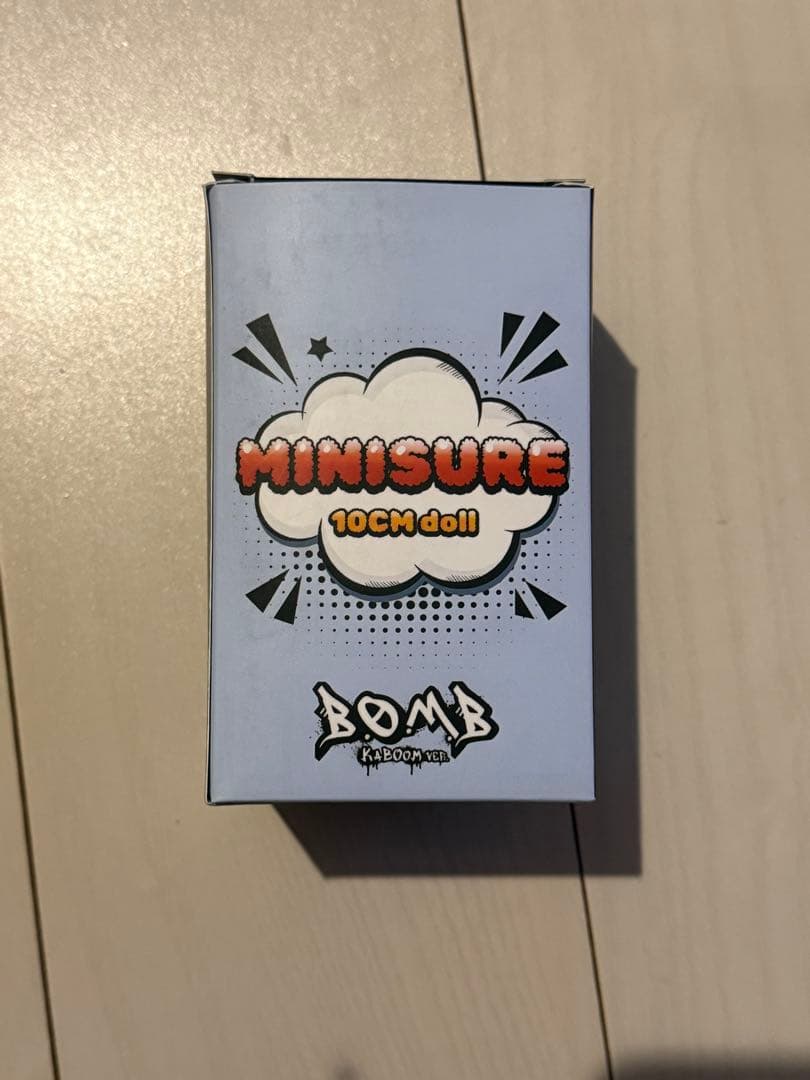 MINISURE
10CM doll
B.O.M.B
KABOOM VER.